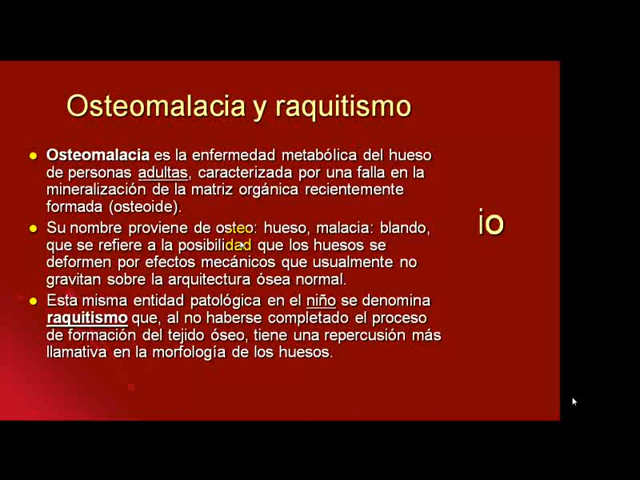 Osteomalacia y raquitismo
Osteomalacia es la enfermedad metabólica del hueso
de personas adultas, caracterizada por una falla en la
mineralización de la matriz orgánica recientemente
formada (osteoide).
Su nombre proviene de osteo: hueso, malacia: blando,
que se refiere a la posibilidad que los huesos se
deformen por efectos mecánicos que usualmente no
gravitan sobre la arquitectura ósea normal.
Esta misma entidad patológica en el niño se denomina
raquitismo que, al no haberse completado el proceso
de formación del tejido óseo, tiene una repercusión más
llamativa en la morfología de los huesos.
io